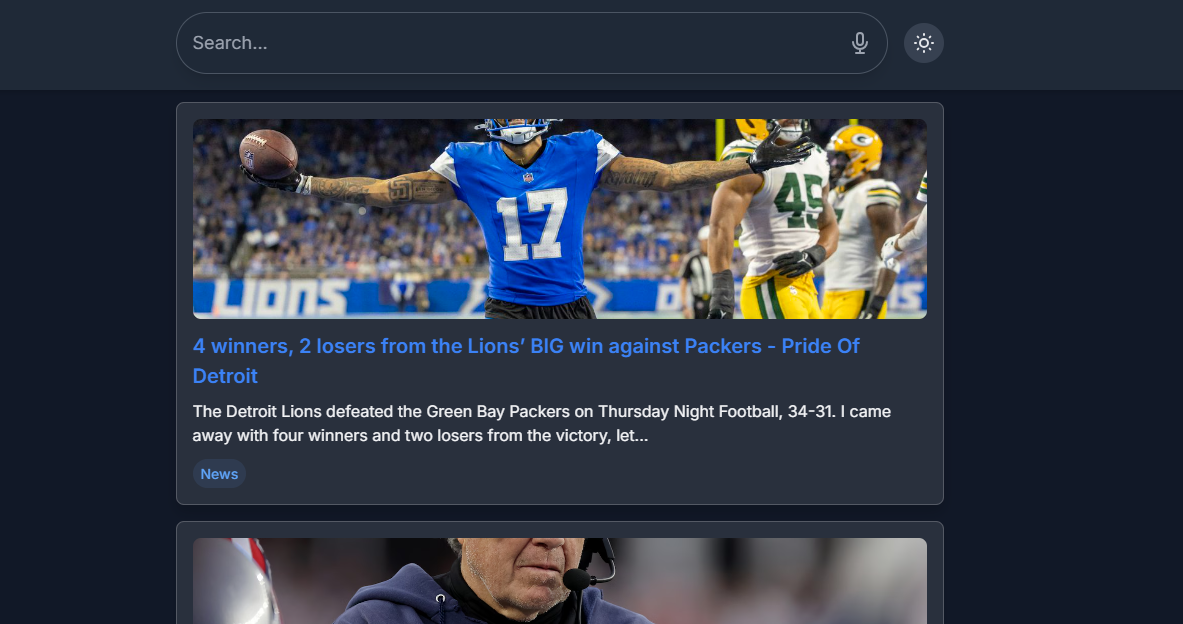 Search...
17
45
LIONS
4 winners, 2 losers from the Lions’ BIG win against Packers - Pride Of
Detroit
The Detroit Lions defeated the Green Bay Packers on Thursday Night Football, 34-31. I came
away with four winners and two losers from the victory, let...
News